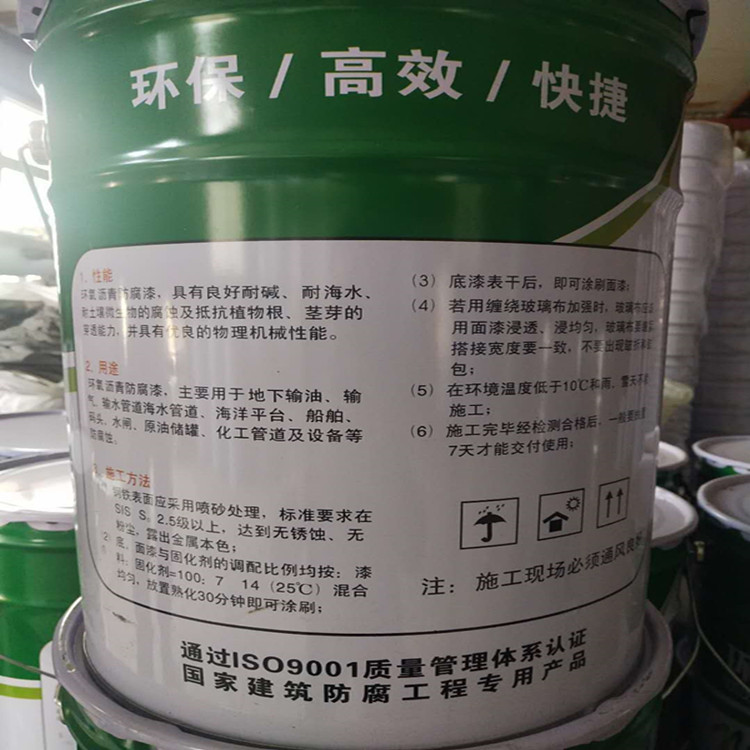 环保/高效/快捷
1、性能
环氧沥青防腐漆，具有良好耐碱、耐海水、
耐土壤微生物的腐蚀及抵抗植物根、茎芽的
穿透能力，并具有优良的物理机械性能。
2、用途
环氧沥青防腐漆，主要用于地下输油、输
气、输水管道海水管道、海洋平台、船舶、
码头、水闸、原油储罐、化工管道及设备等
防腐蚀。
施工方法
钢铁表面应采用喷砂处理，标准要求在
SIS S 2.5级以上，达到无锈蚀、无
粉尘，露出金属本色；
底、面漆与固化剂的调配比例均按：漆
料：固化剂=100：7 14（25℃）混合
均匀，放置熟化30分钟即可涂刷；
（3）底漆表干后，即可涂刷面漆；
（4）若用缠绕玻璃布加强时，玻璃布应
用面漆浸透、浸均匀，玻璃布要
搭接宽度要一致，不要出现皱折和
包；
（5）在环境温度低于10℃和雨、雪天不
施工；
（6）施工完毕经检测合格后，一般要
7天才能交付使用；
注：施工现场必须通风良
通过ISO9001质量管理体系认证
国家建筑防腐工程专用产品